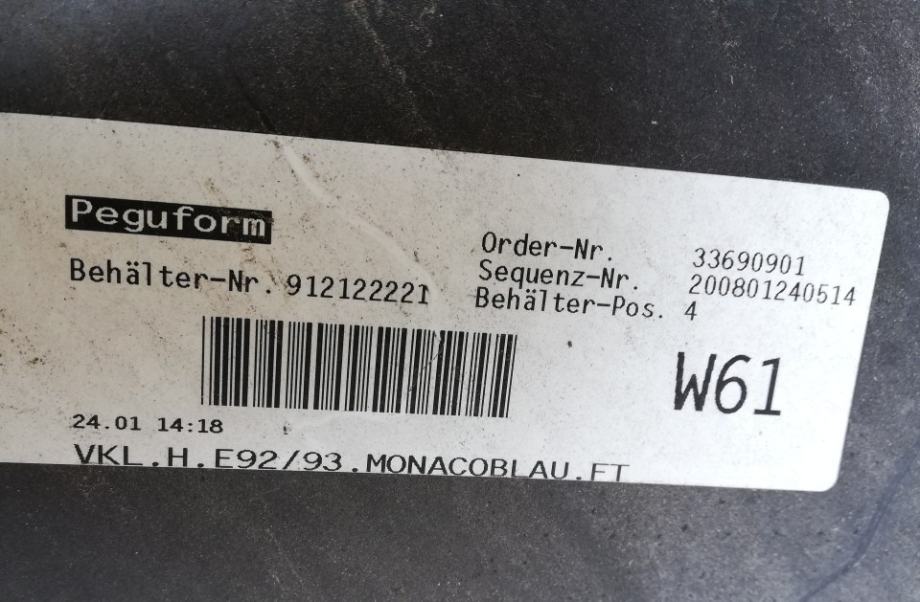 Peguform
Behälter-Nr. 912122221
Order-Nr. 33690901
Sequenz-Nr. 200801240514
Behälter-Pos. 4
W61
24.01 14:18
VKL.H.E92/93.MONACOBLAU.FT